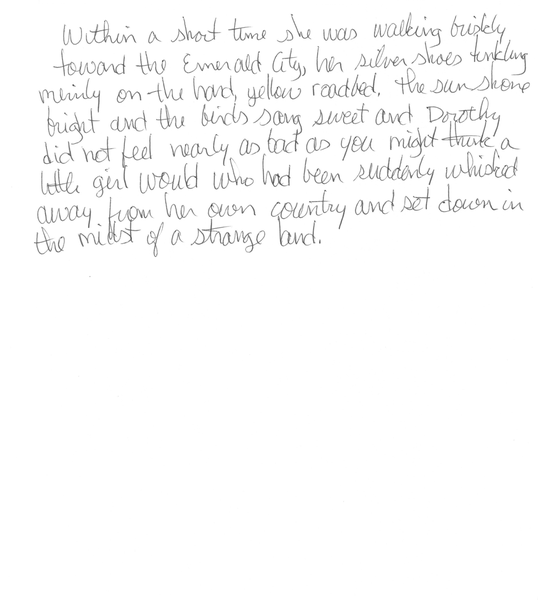 Within a short time she was walking briskly
toward the Emerald City, her silver shoes tinkling
merrily on the hard, yellow roadbed. The sun shone
bright and the birds sang sweet and Dorothy
did not feel nearly as bad as you might think a
little girl would who had been suddenly whisked
away from her own country and set down in
the midst of a strange land.